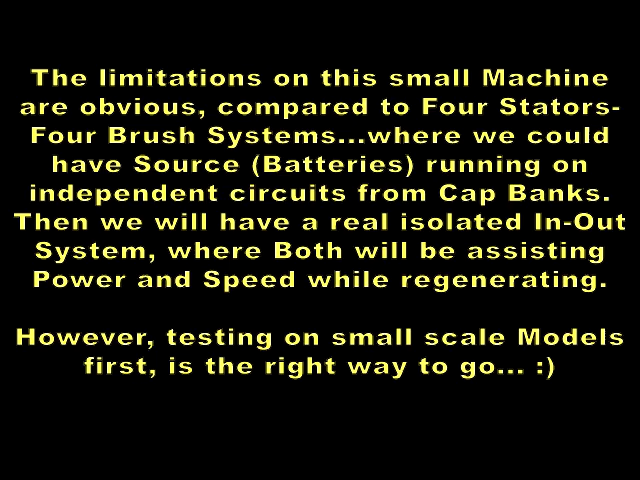 The limitations on this small Machine
are obvious, compared to Four Stators-
Four Brush Systems...where we could
have Source (Batteries) running on
independent circuits from Cap Banks.
Then we will have a real isolated In-Out
System, where Both will be assisting
Power and Speed while regenerating.
However, testing on small scale Models
first, is the right way to go... :)